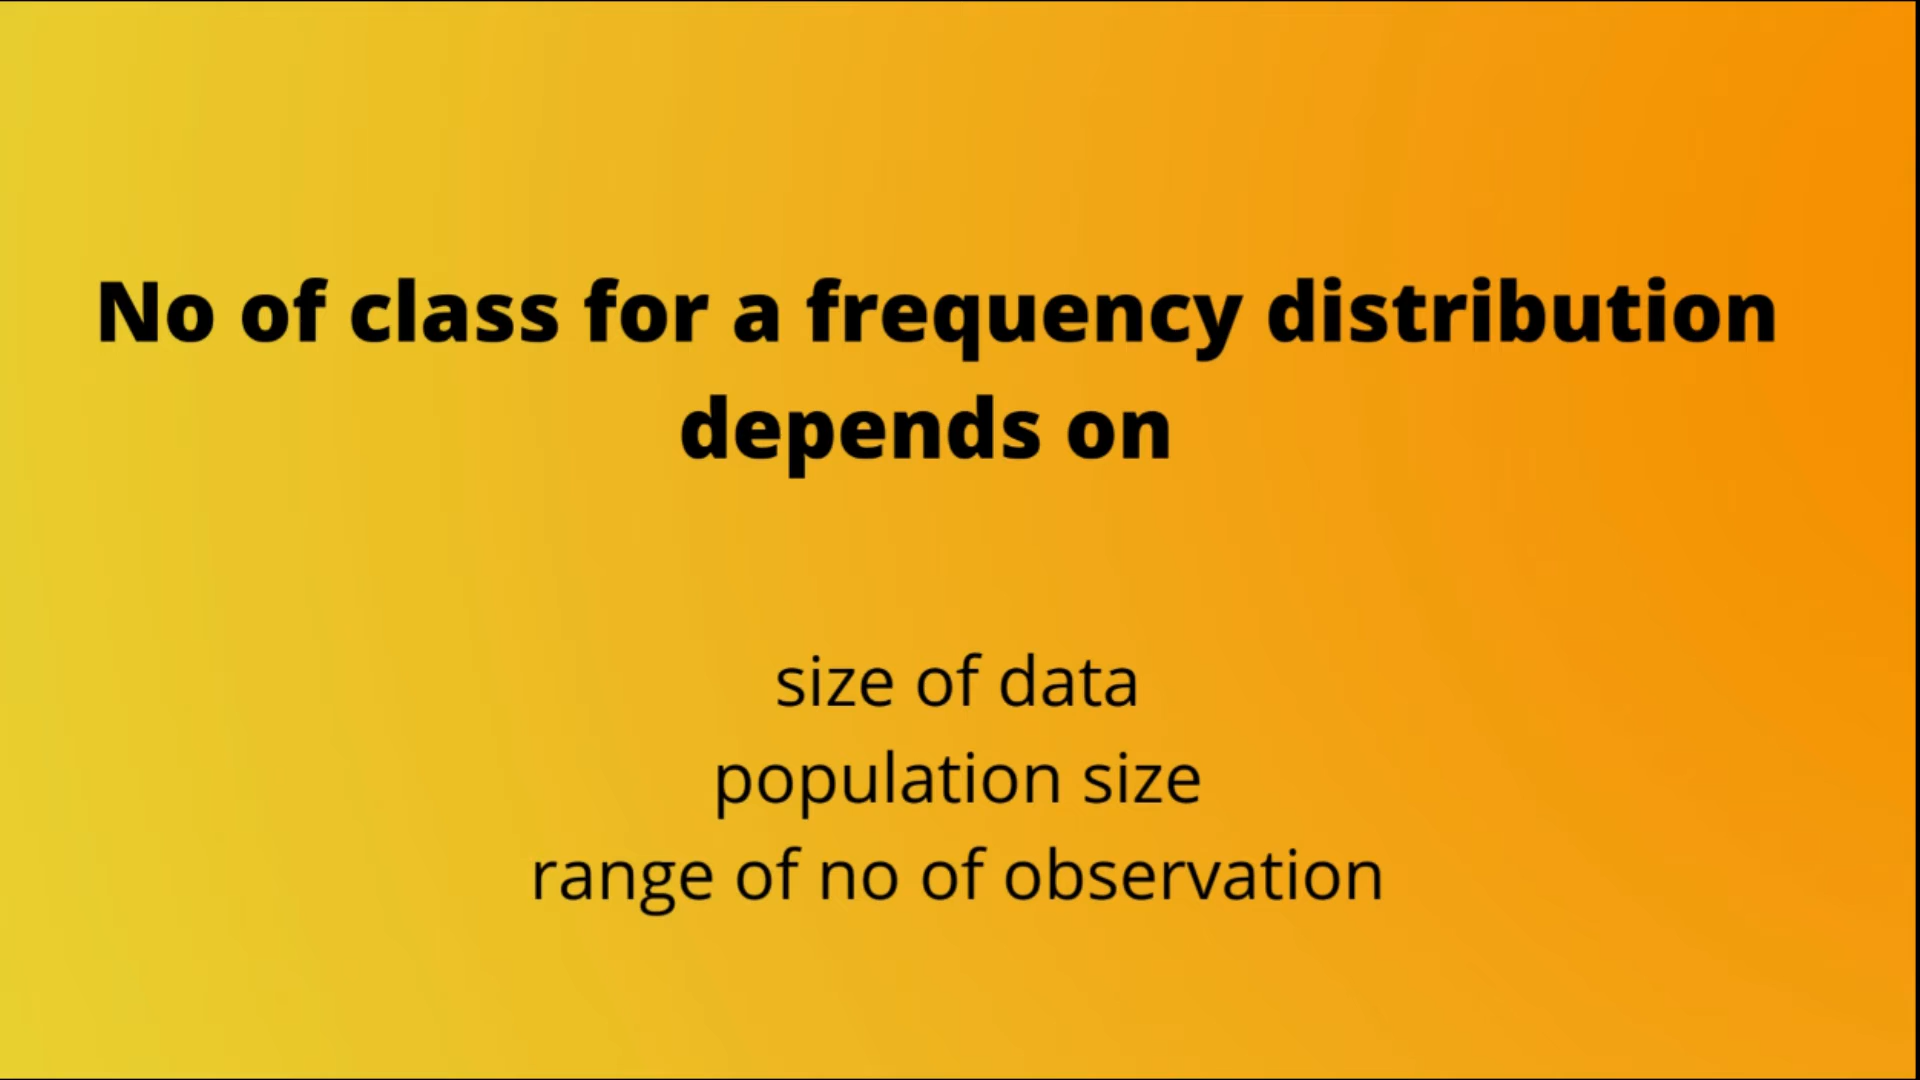 No of class for a frequency distribution
depends on
size of data
population size
range of no of observation